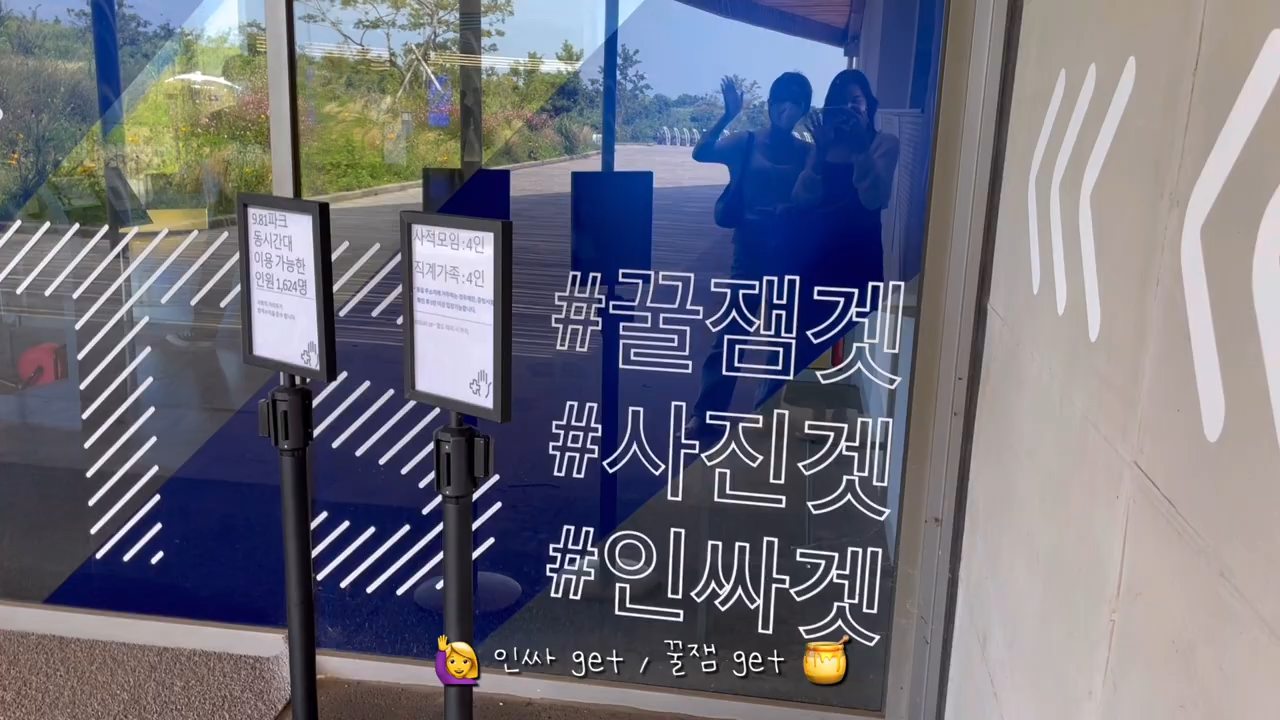 9.81파크
동시간대
이용 가능한
인원 1,624명
사적모임 : 4인
직계가족 : 4인
#꿀잼겟
#사진겟
#인싸겟
인싸 get , 꿀잼 get